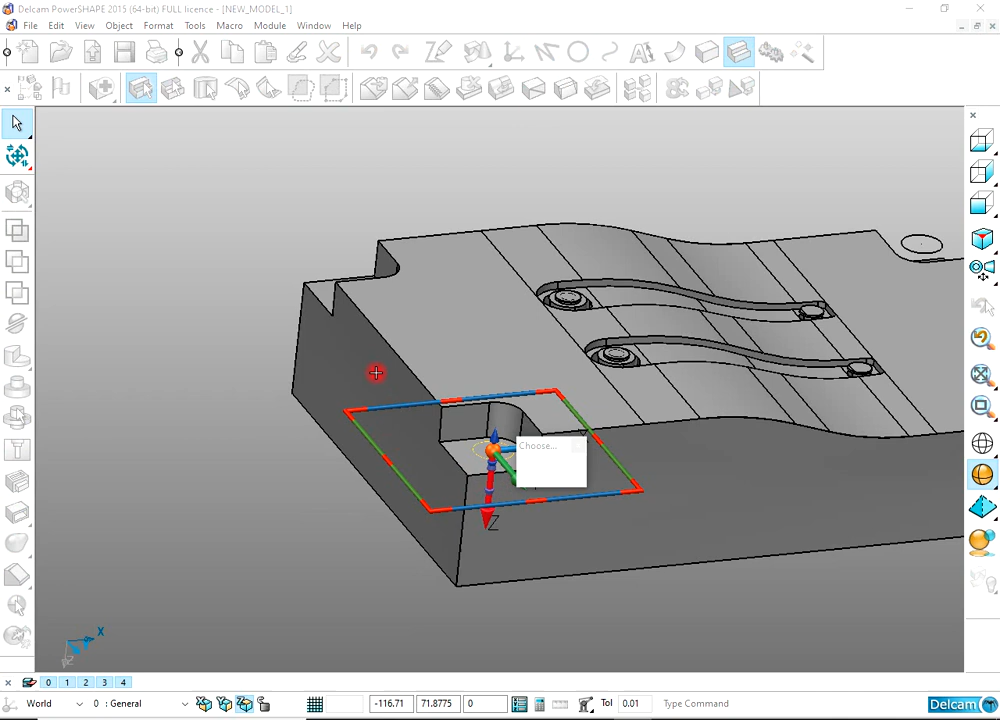 Delcam PowerSHAPE 2015 (64-bit) FULL licence - [NEW_MODEL_1]
File Edit View Object Format Tools Macro Module Window Help
Choose...
Z
X
Z
0 1 2 3 4
World 0 : General -116.71 71.8775 0 Tol 0.01 Type Command Delcam